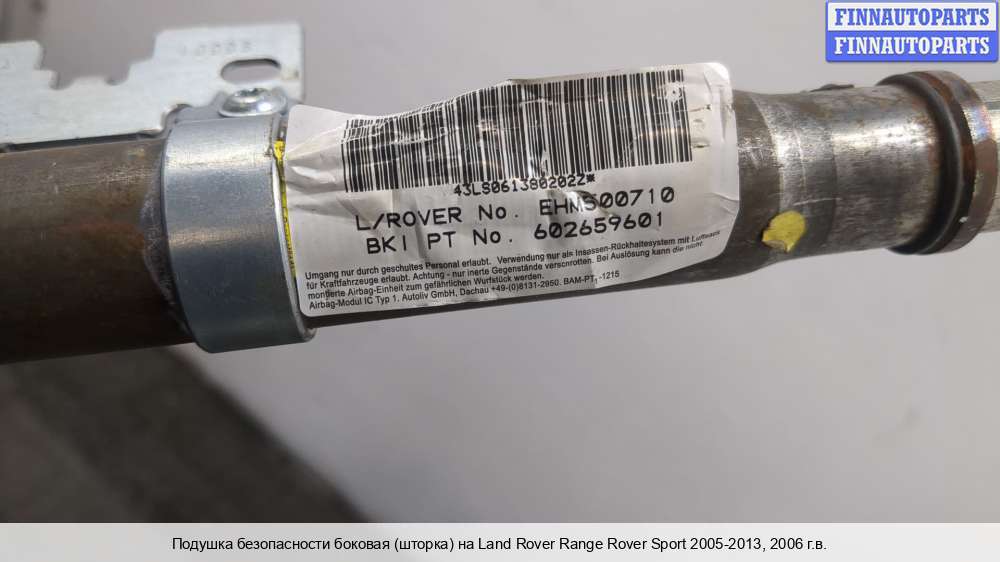 FINNAUTOPARTS
FINNAUTOPARTS
43LS061380202Z*
L/ROVER No. EHM500710
BKI PT No. 602659601
Umgang nur durch geschultes Personal erlaubt. Verwendung nur als Insassen-Rückhaltesystem mit Luftsack
für Kraftfahrzeuge erlaubt. Achtung - nur inerte Gegenstände verschrotten. Bei Auslösung kann die nicht
montierte Airbag-Einheit zum gefährlichen Wurfstück werden.
Airbag-Modul IC Typ 1. Autoliv GmbH, Dachau +49-(0)8131-2950. BAM-PT₁-1215
Подушка безопасности боковая (шторка) на Land Rover Range Rover Sport 2005-2013, 2006 г.в.